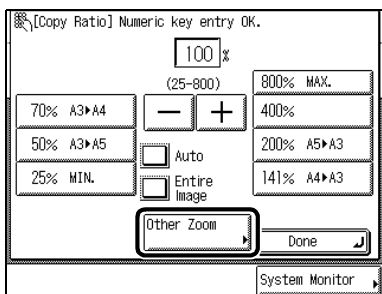 [Copy Ratio] Numeric key entry OK.
100 %
(25-800)
800% MAX.
70% A3▶A4
− +
400%
50% A3▶A5
Auto
200% A5▶A3
25% MIN.
Entire
Image
141% A4▶A3
Other Zoom ▶
Done
System Monitor ▶